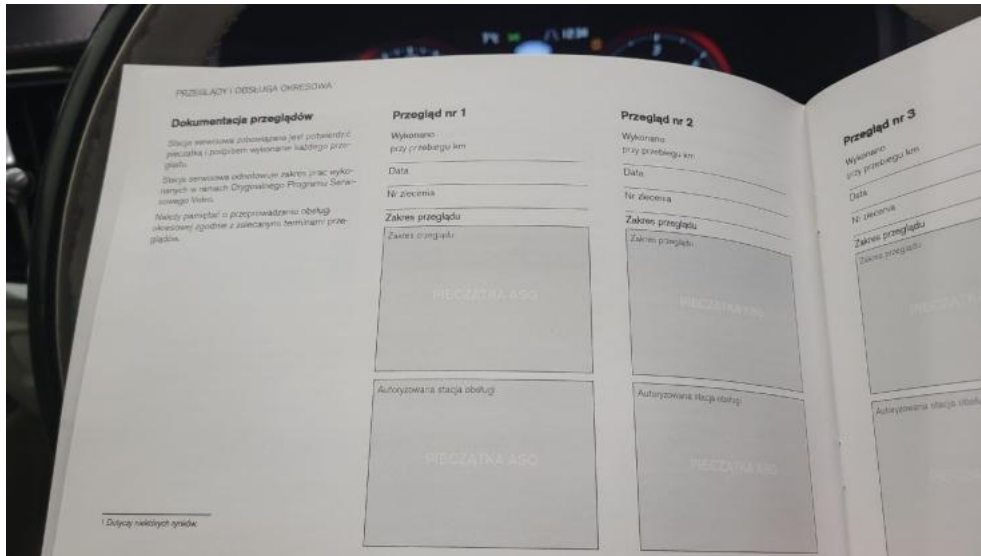 PRZEGLĄDY I OBSŁUGA OKRESOWA
Dokumentacja przeglądów
Stacja serwisowa zobowiązana jest potwierdzić
pieczątką i podpisem wykonanie każdego prze-
glądu.
Stacja serwisowa odnotowuje zakres prac wyko-
nanych w ramach Oryginalnego Programu Serwi-
sowego Volvo.
Należy pamiętać o przeprowadzaniu obsługi
okresowej zgodnie z zalecanymi terminami prze-
glądów.
1 Dotyczy niektórych rynków.
Przegląd nr 1
Wykonano
przy przebiegu km
Data
Nr zlecenia
Zakres przeglądu
Zakres przeglądu
PIECZĄTKA ASO
Autoryzowana stacja obsługi
PIECZĄTKA ASO
Przegląd nr 2
Wykonano
przy przebiegu km
Data
Nr zlecenia
Zakres przeglądu
Zakres przeglądu
PIECZĄTKA ASO
Autoryzowana stacja obsługi
PIECZĄTKA ASO
Przegląd nr 3
Wykonano
przy przebiegu km
Data
Nr zlecenia
Zakres przeglądu
Zakres przeglądu
Autoryzowana stacja